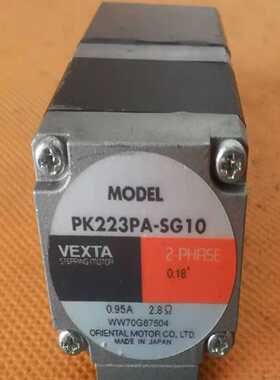 MODEL
PK223PA-SG10
VEXTA
STEPPING MOTOR
2-PHASE
0.18°
0.95A 2.8Ω
WW70G87504
ORIENTAL MOTOR CO., LTD.
MADE IN JAPAN